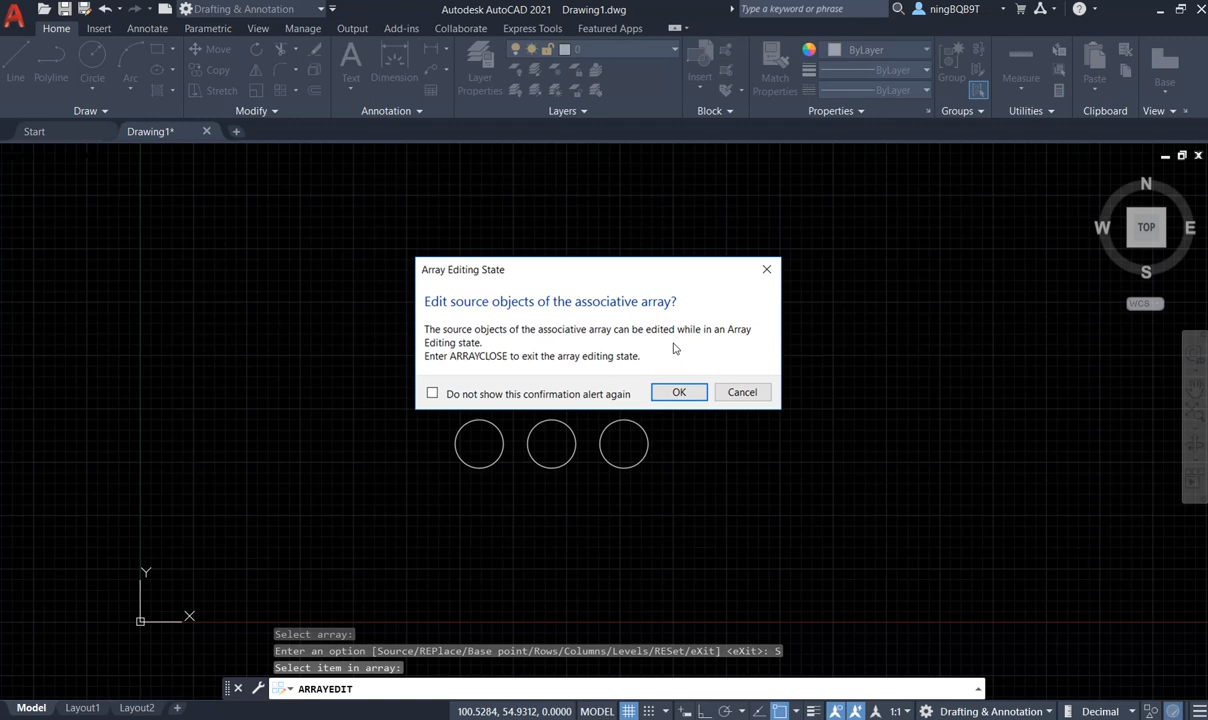 Drafting & Annotation
Autodesk AutoCAD 2021 Drawing1.dwg
Type a keyword or phrase
ningBQB9T
Home Insert Annotate Parametric View Manage Output Add-ins Collaborate Express Tools Featured Apps
Line Polyline Circle Arc
Move
Copy
Stretch
Text Dimension
Layer Properties
0
Insert
Match Properties
ByLayer
ByLayer
ByLayer
Group
Measure
Paste
Base
Draw Modify Annotation Layers Block Properties Groups Utilities Clipboard View
Start Drawing1*
N
W TOP E
S
WCS
Array Editing State
Edit source objects of the associative array?
The source objects of the associative array can be edited while in an Array
Editing state.
Enter ARRAYCLOSE to exit the array editing state.
Do not show this confirmation alert again OK Cancel
Y
X
Select array:
Enter an option [Source/REPlace/Base point/Rows/Columns/Levels/RESet/eXit] <eXit>: S
Select item in array:
ARRAYEDIT
Model Layout1 Layout2 + 100.5284, 54.9312, 0.0000 MODEL 1:1 Drafting & Annotation Decimal